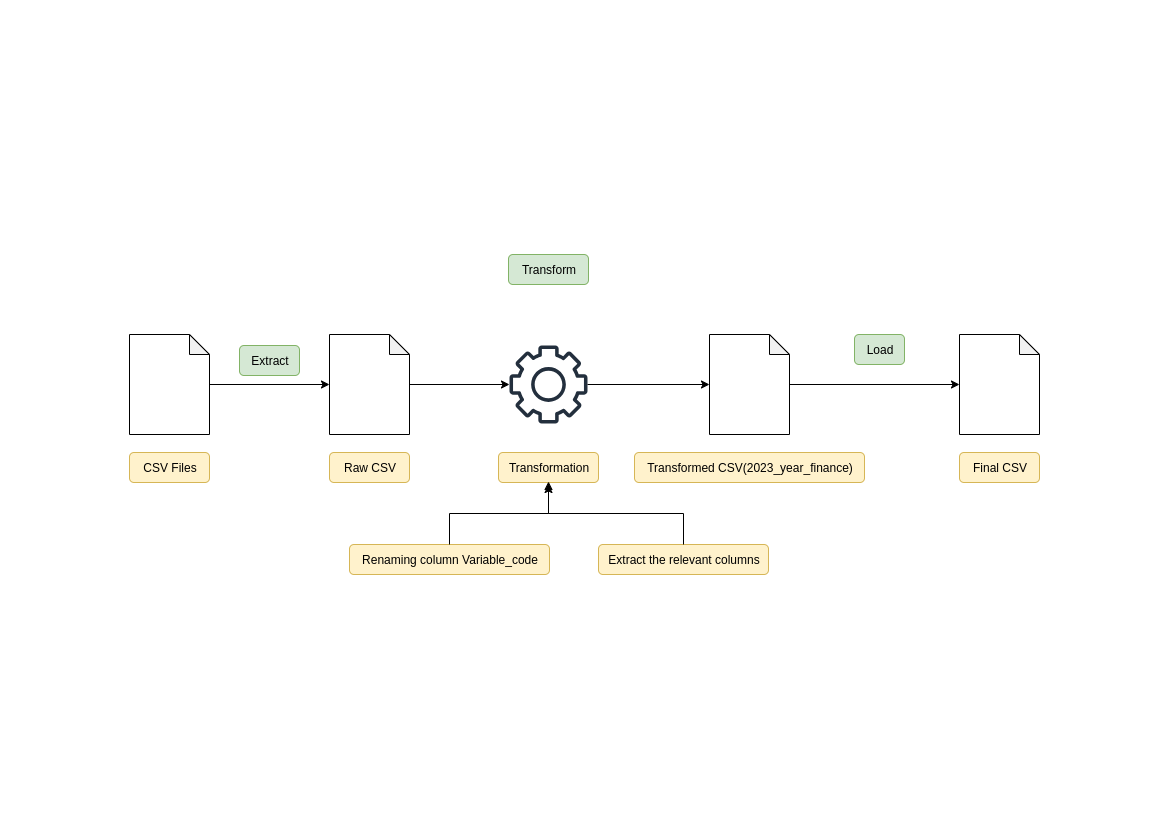 Transform
Extract
Load
CSV Files
Raw CSV
Transformation
Transformed CSV(2023_year_finance)
Final CSV
Renaming column Variable_code
Extract the relevant columns